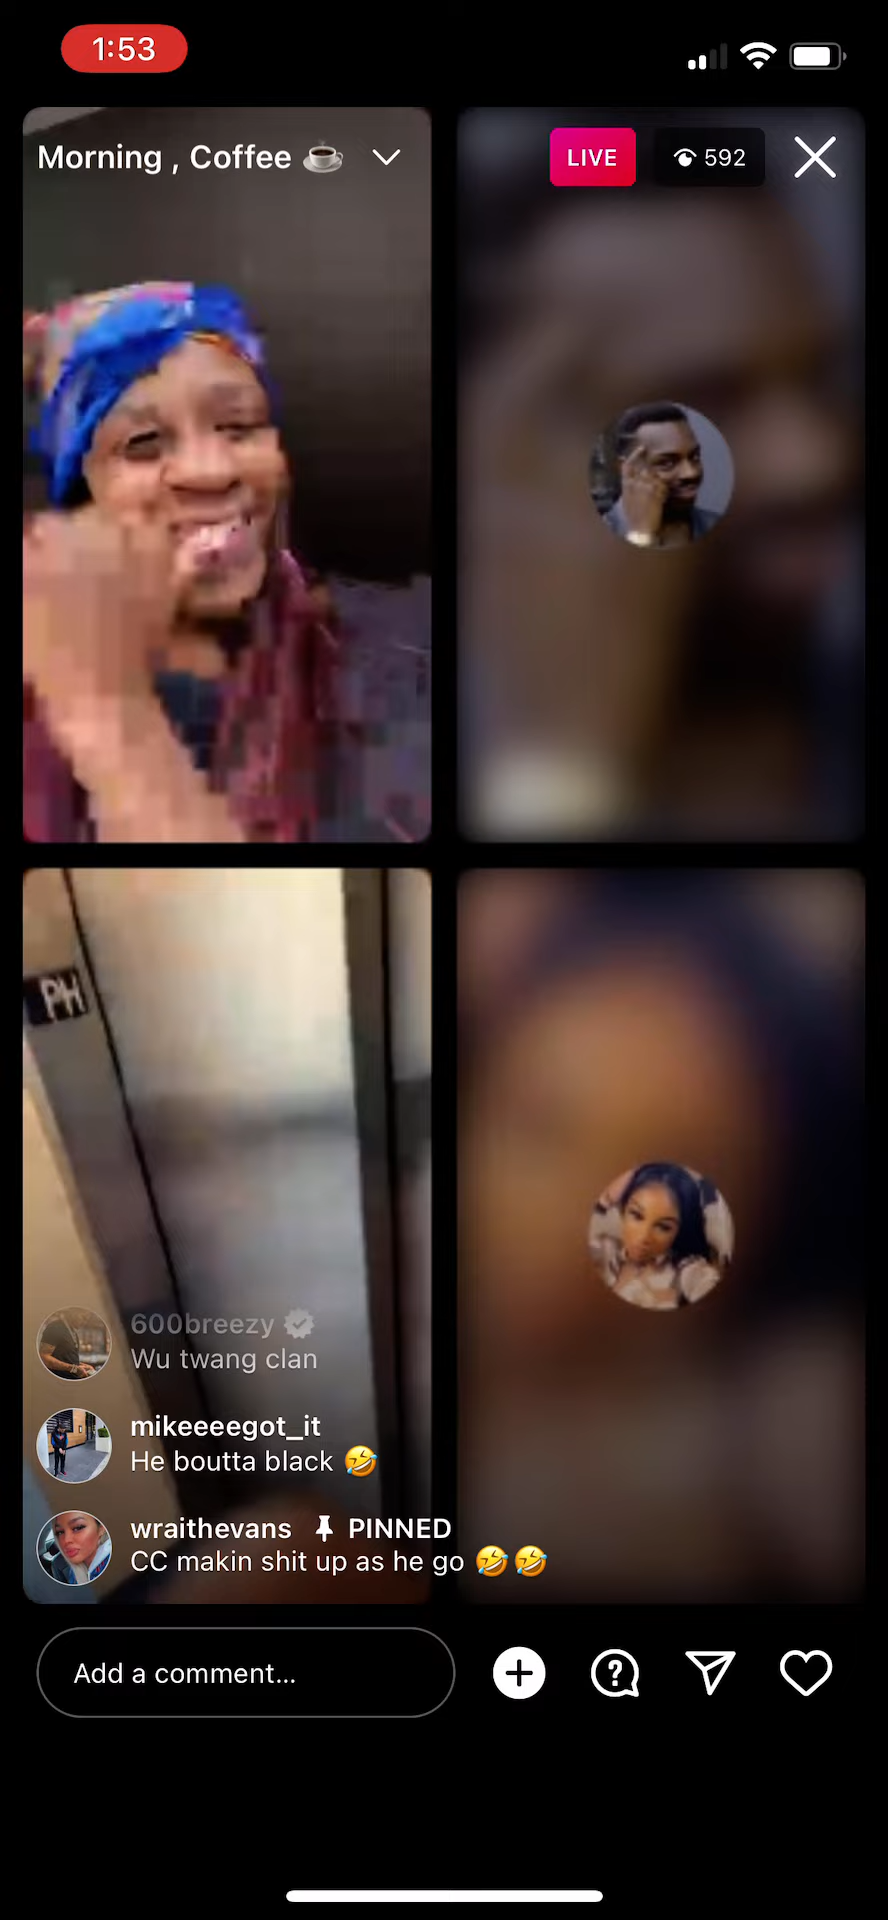 1:53
Morning , Coffee ☕
LIVE
592
PH
600breezy
Wu twang clan
mikeeeegot_it
He boutta black 🤣
wraithevans PINNED
CC makin shit up as he go 🤣🤣
Add a comment...